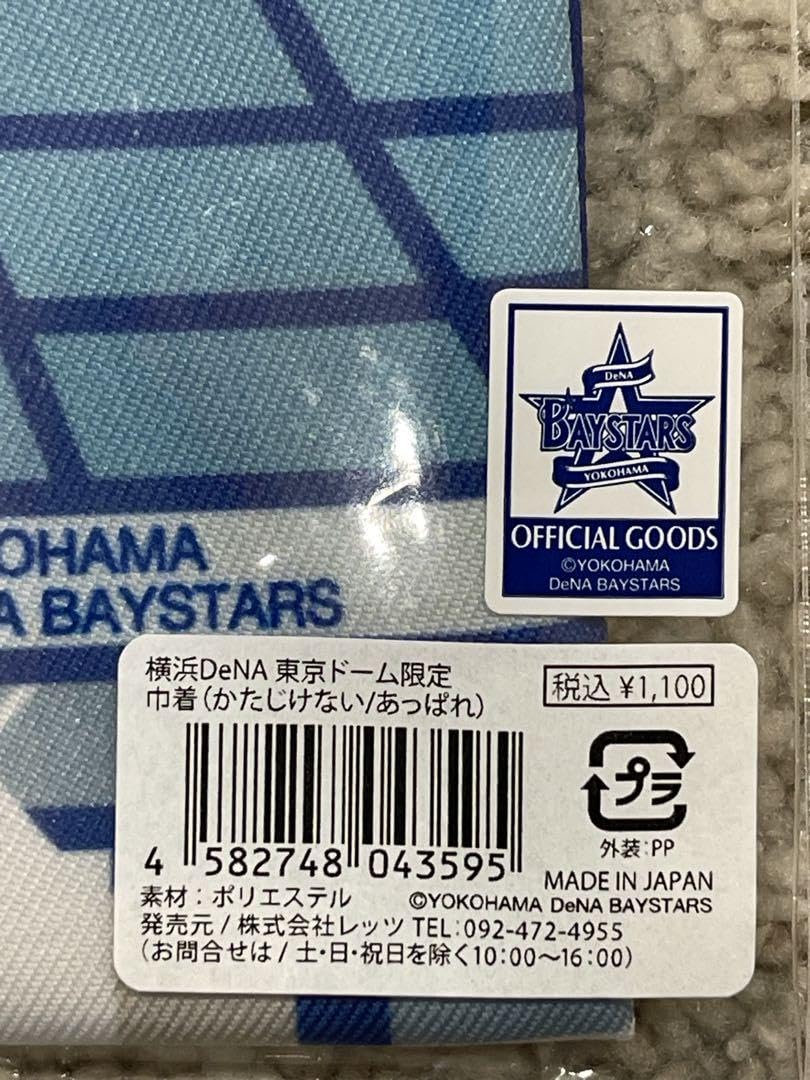 OHAMA
A BAYSTARS
DeNA
BAYSTARS
YOKOHAMA
OFFICIAL GOODS
©YOKOHAMA
DeNA BAYSTARS
横浜DeNA 東京ドーム限定
巾着(かたじけない/あっぱれ)
税込 ¥1,100
4 582748 043595
プラ
外装:PP
MADE IN JAPAN
素材:ポリエステル
©YOKOHAMA DeNA BAYSTARS
発売元/株式会社レッツ TEL:092-472-4955
(お問合せは/土・日・祝日を除く10:00〜16:00)